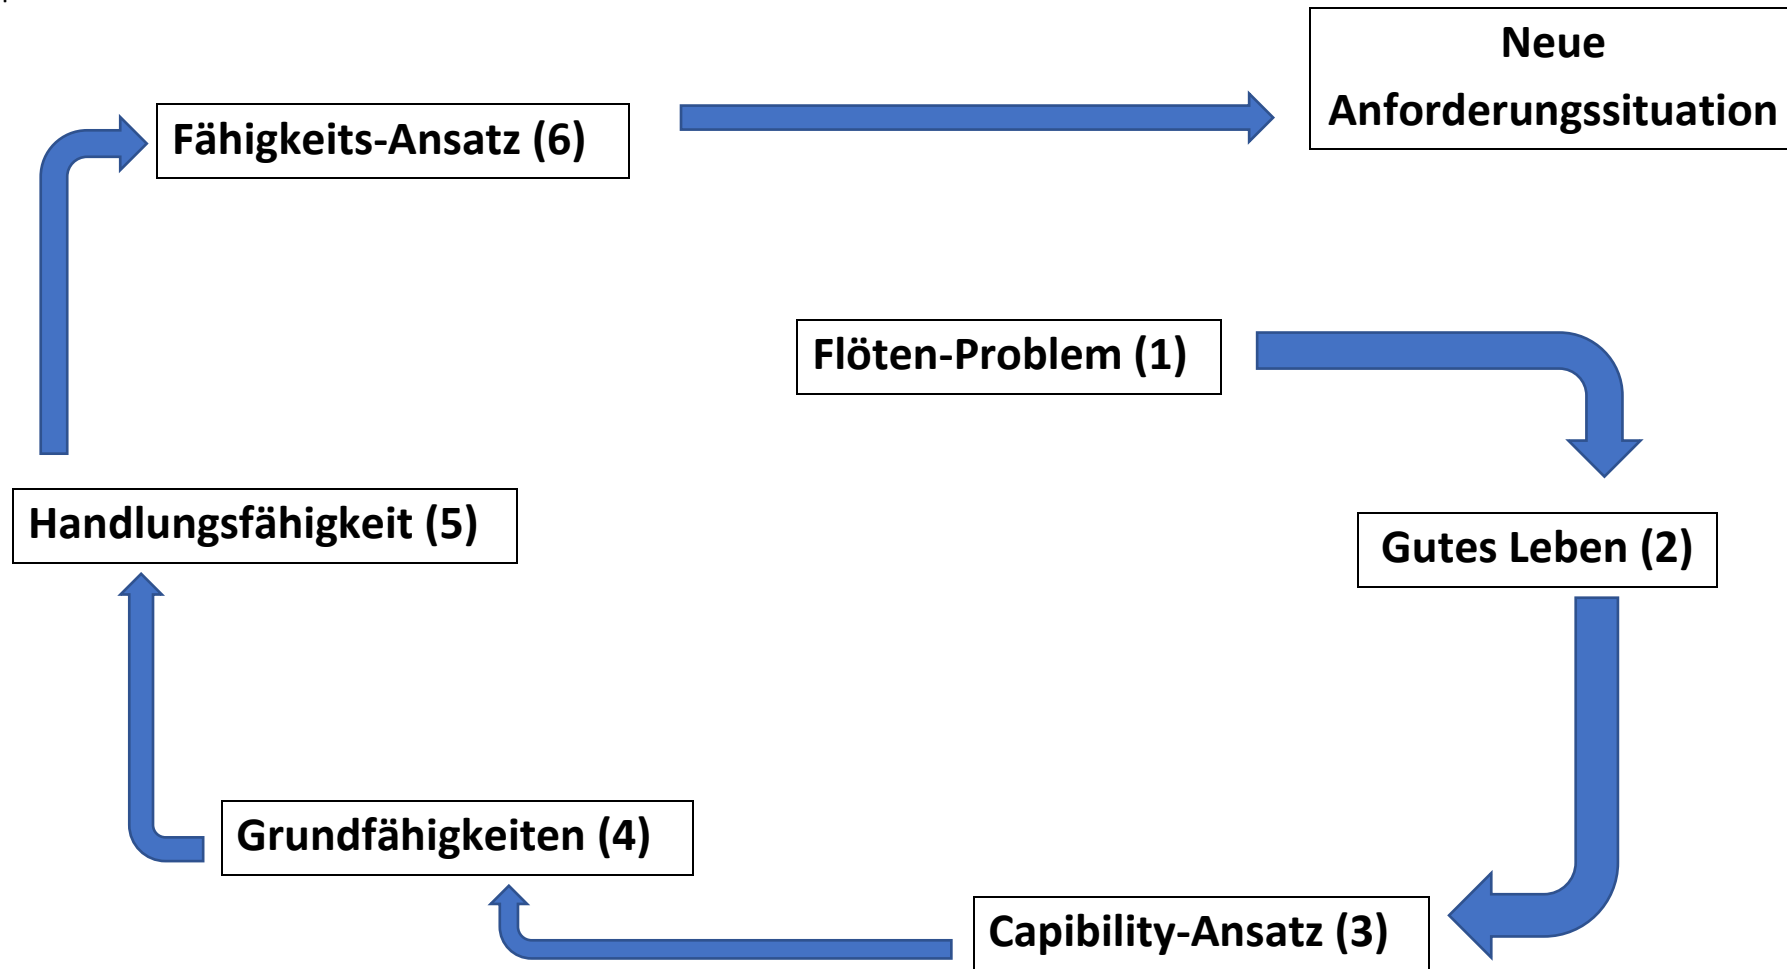 Neue
Anforderungssituation
Fähigkeits-Ansatz (6)
Flöten-Problem (1)
Handlungsfähigkeit (5)
Gutes Leben (2)
Grundfähigkeiten (4)
Capibility-Ansatz (3)